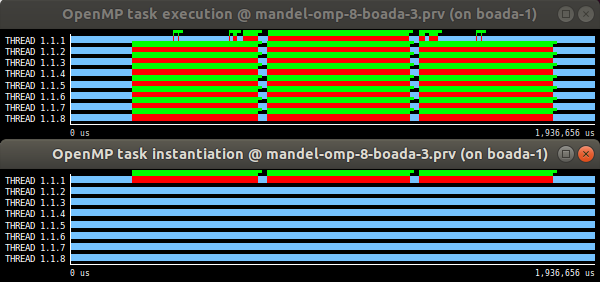 OpenMP task execution @ mandel-omp-8-boada-3.prv (on boada-1)
THREAD 1.1.1
THREAD 1.1.2
THREAD 1.1.3
THREAD 1.1.4
THREAD 1.1.5
THREAD 1.1.6
THREAD 1.1.7
THREAD 1.1.8
0 us 1,936,656 us
OpenMP task instantiation @ mandel-omp-8-boada-3.prv (on boada-1)
THREAD 1.1.1
THREAD 1.1.2
THREAD 1.1.3
THREAD 1.1.4
THREAD 1.1.5
THREAD 1.1.6
THREAD 1.1.7
THREAD 1.1.8
0 us 1,936,656 us